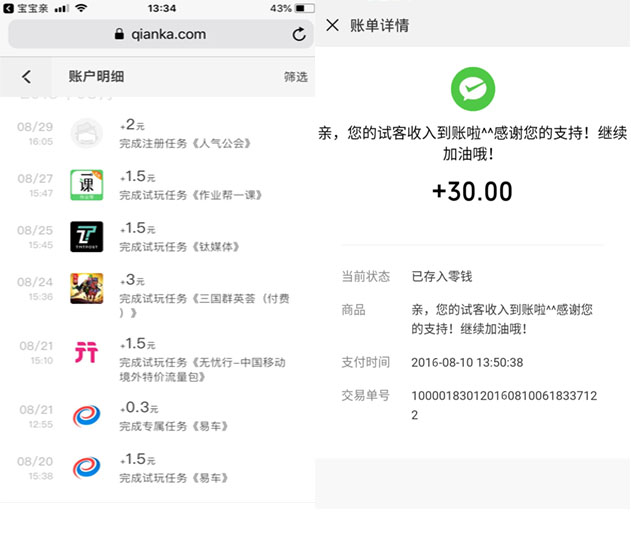 宝宝亲
13:34
43%
qianka.com
账户明细
筛选
08/29
16:05
+2元
完成注册任务《人气公会》
08/27
15:47
一课
+1.5元
完成试玩任务《作业帮一课》
08/25
15:45
TMTPOST
+1.5元
完成试玩任务《钛媒体》
08/24
15:36
+3元
完成试玩任务《三国群英荟（付费
）》
08/21
15:10
+1.5元
完成试玩任务《无忧行-中国移动
境外特价流量包》
08/21
12:55
+0.3元
完成专属任务《易车》
08/20
15:38
+1.5元
完成试玩任务《易车》
账单详情
亲，您的试客收入到账啦^^感谢您的支持！继续
加油哦！
+30.00
当前状态
已存入零钱
商品
亲，您的试客收入到账啦^^感谢您
的支持！继续加油哦！
支付时间
2016-08-10 13:50:38
交易单号
100001830120160810061833712
2